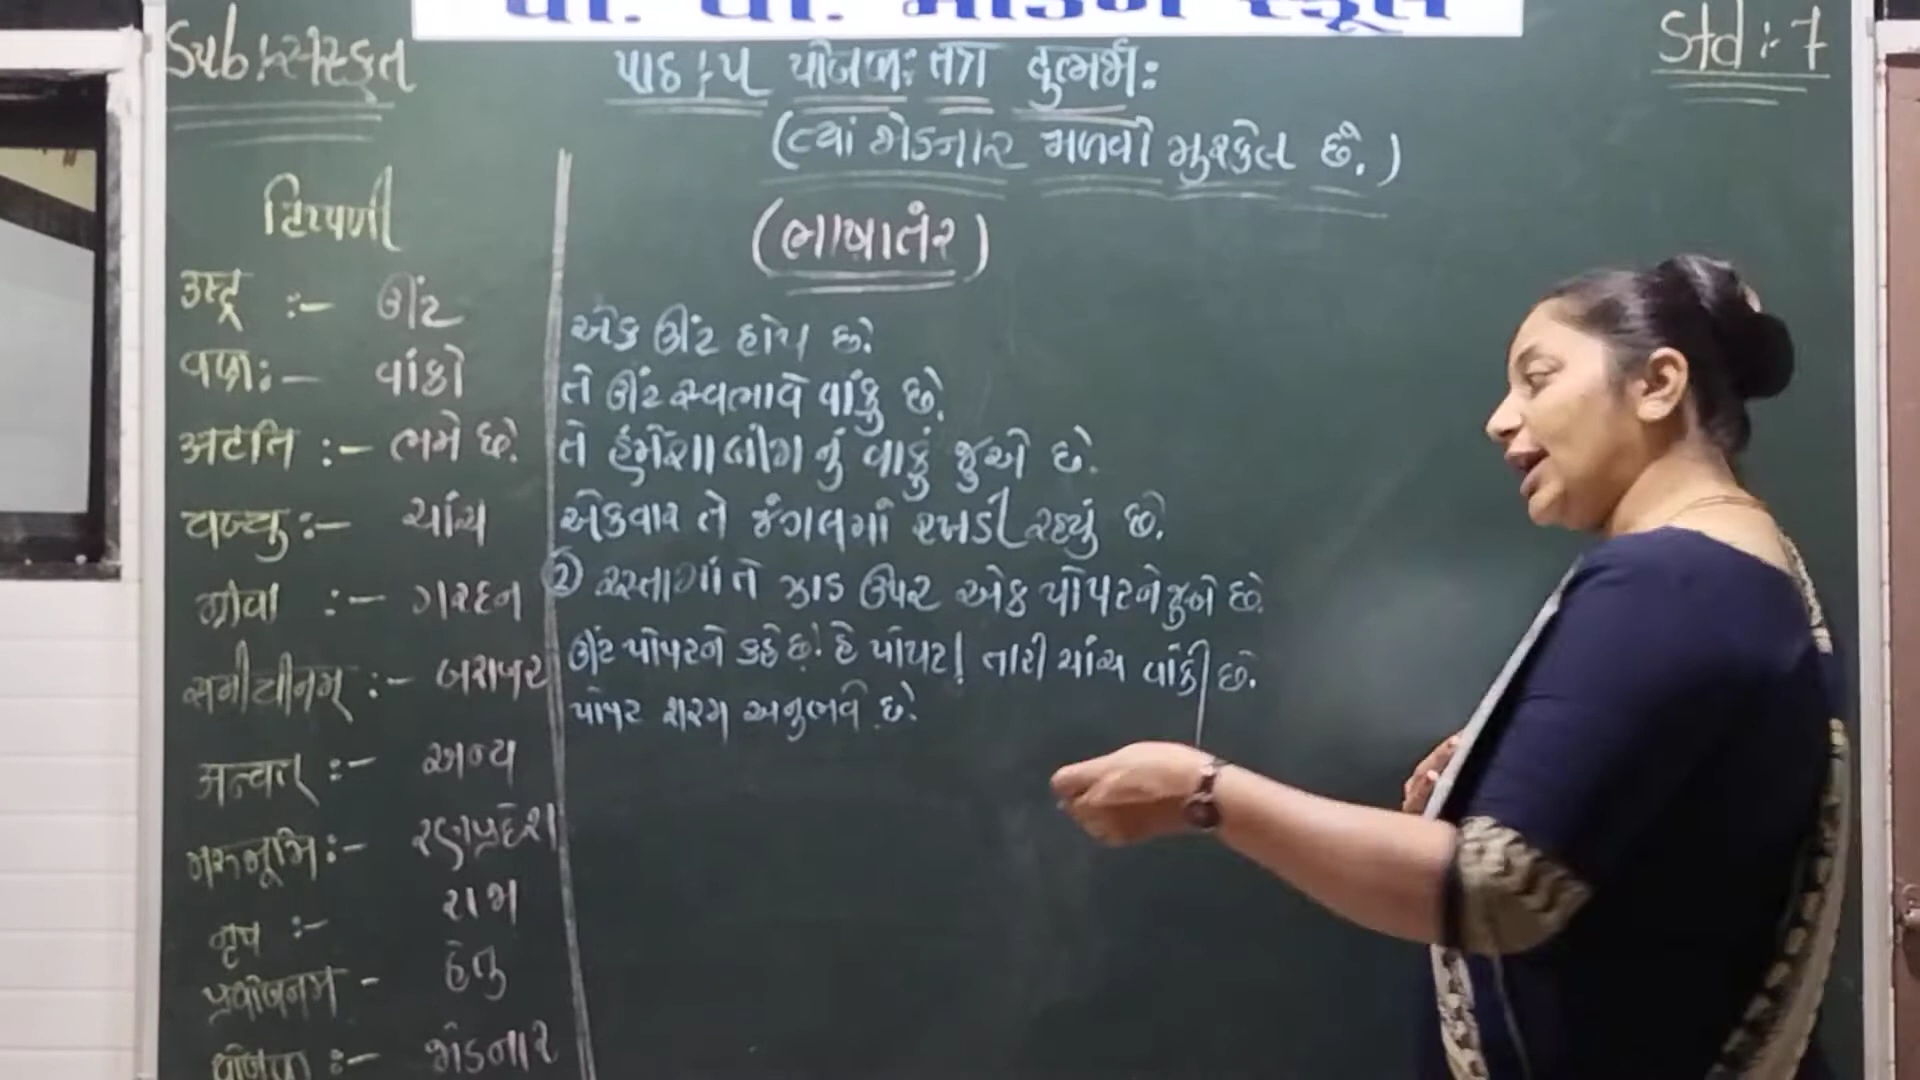 પી. પી. મોડર્ન સ્કૂલ
Sub:-સંસ્કૃત
Std :- 7
પાઠ :- ૫ યોજકઃ તત્ર દુર્લભઃ
(ત્યાં જોડનાર મળવો મુશ્કેલ છે.)
ટિપ્પણી
उष्ट्र :- ઊંટ
वक्रः - વાંકો
अटति :- ભમે છે.
चञ्चु :- ચાંચ
ग्रीवा :- ગરદન
समीचीनम् :- બરાબર
अन्यत् :- અન્ય
मरुभूमि :- રણપ્રદેશ
नृप :- રાજા
प्रयोजनम - હેતુ
योजक :- જોડનાર
(ભાષાતંર)
એક ઊંટ હોય છે.
તે ઊંટ સ્વભાવે વાંકુ છે.
તે હંમેશા બીજા નું વાકું જુએ છે.
એકવાર તે જંગલમાં રખડી રહ્યું છે.
② રસ્તામાં તે ઝાડ ઉપર એક પોપટને જુએ છે.
ઊંટ પોપટને કહે છે. હે પોપટ! તારી ચાંચ વાંકી છે.
પોપટ શરમ અનુભવે છે.